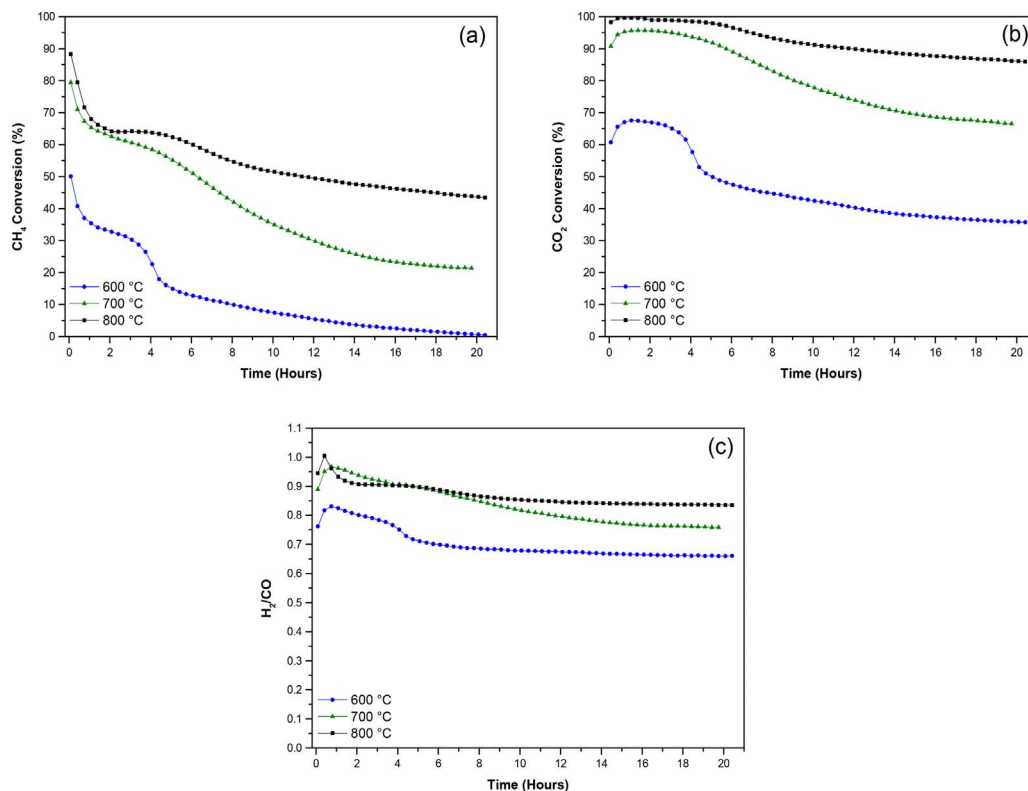 (a)
CH4 Conversion (%)
100
90
80
70
60
50
40
30
20
10
0
600 °C
700 °C
800 °C
0 2 4 6 8 10 12 14 16 18 20
Time (Hours)
(b)
CO2 Conversion (%)
100
90
80
70
60
50
40
30
20
10
0
600 °C
700 °C
800 °C
0 2 4 6 8 10 12 14 16 18 20
Time (Hours)
(c)
H2/CO
1.1
1.0
0.9
0.8
0.7
0.6
0.5
0.4
0.3
0.2
0.1
0.0
600 °C
700 °C
800 °C
0 2 4 6 8 10 12 14 16 18 20
Time (Hours)